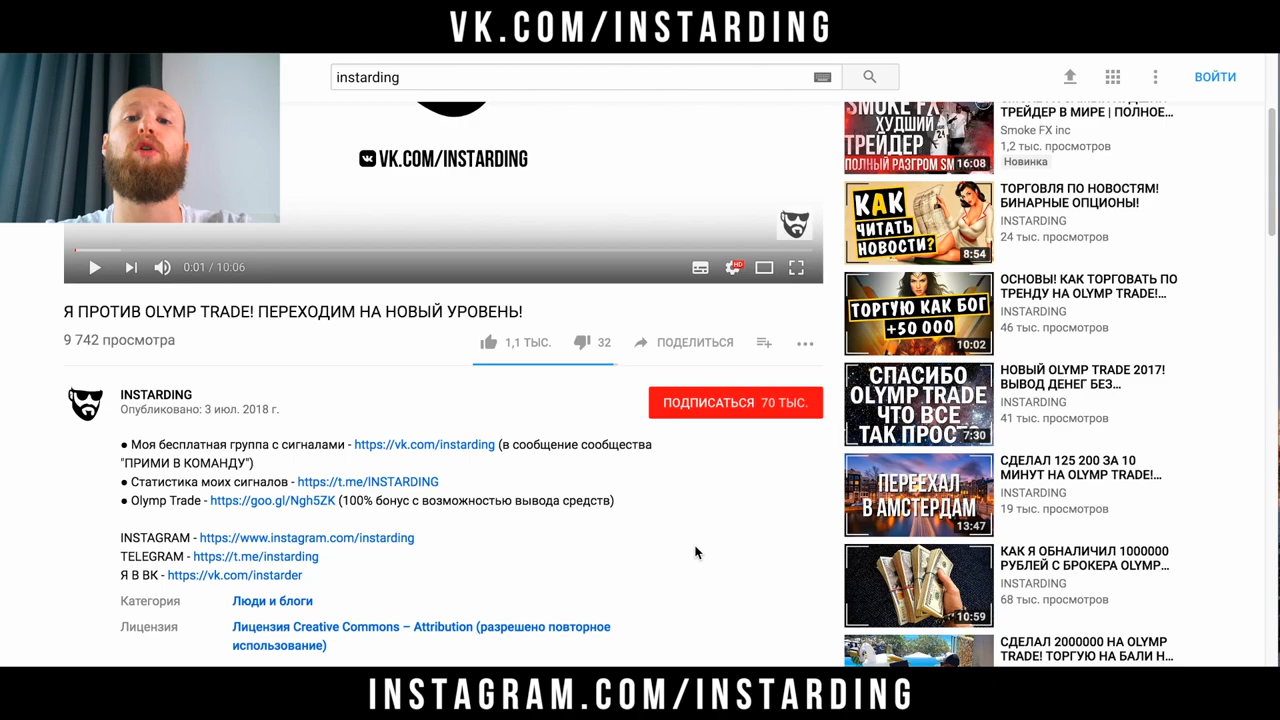 VK.COM/INSTARDING
instarding
ВОЙТИ
VK.COM/INSTARDING
0:01 / 10:06
HD
Я ПРОТИВ OLYMP TRADE! ПЕРЕХОДИМ НА НОВЫЙ УРОВЕНЬ!
9 742 просмотра
1,1 ТЫС.
32
ПОДЕЛИТЬСЯ
INSTARDING
Опубликовано: 3 июл. 2018 г.
ПОДПИСАТЬСЯ 70 ТЫС.
● Моя бесплатная группа с сигналами - https://vk.com/instarding (в сообщение сообщества
"ПРИМИ В КОМАНДУ")
● Статистика моих сигналов - https://t.me/INSTARDING
● Olymp Trade - https://goo.gl/Ngh5ZK (100% бонус с возможностью вывода средств)
INSTAGRAM - https://www.instagram.com/instarding
TELEGRAM - https://t.me/instarding
Я В ВК - https://vk.com/instarder
Категория
Люди и блоги
Лицензия
Лицензия Creative Commons – Attribution (разрешено повторное
использование)
SMOKE FX
ХУДШИЙ
ТРЕЙДЕР
ПОЛНЫЙ РАЗГРОМ SM
16:08
ТРЕЙДЕР В МИРЕ | ПОЛНОЕ...
Smoke FX inc
1,2 тыс. просмотров
Новинка
КАК
ЧИТАТЬ
НОВОСТИ?
8:54
ТОРГОВЛЯ ПО НОВОСТЯМ!
БИНАРНЫЕ ОПЦИОНЫ!
INSTARDING
24 тыс. просмотров
ТОРГУЮ КАК БОГ
+50 000
10:02
ОСНОВЫ! КАК ТОРГОВАТЬ ПО
ТРЕНДУ НА OLYMP TRADE!...
INSTARDING
46 тыс. просмотров
СПАСИБО
OLYMP TRADE
ЧТО ВСЕ
ТАК ПРОСТ
7:30
НОВЫЙ OLYMP TRADE 2017!
ВЫВОД ДЕНЕГ БЕЗ...
INSTARDING
41 тыс. просмотров
ПЕРЕЕХАЛ
В АМСТЕРДАМ
13:47
СДЕЛАЛ 125 200 ЗА 10
МИНУТ НА OLYMP TRADE!...
INSTARDING
19 тыс. просмотров
10:59
КАК Я ОБНАЛИЧИЛ 1000000
РУБЛЕЙ С БРОКЕРА OLYMP...
INSTARDING
68 тыс. просмотров
СДЕЛАЛ 2000000 НА OLYMP
TRADE! ТОРГУЮ НА БАЛИ Н...
INSTAGRAM.COM/INSTARDING